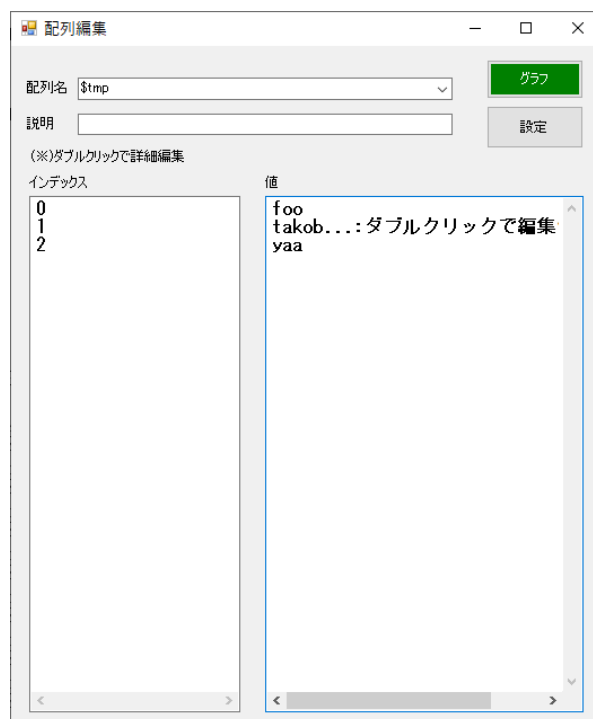 配列編集
配列名 $tmp
グラフ
説明
設定
(※)ダブルクリックで詳細編集
インデックス
値
0
1
2
foo
takob...:ダブルクリックで編集
yaa